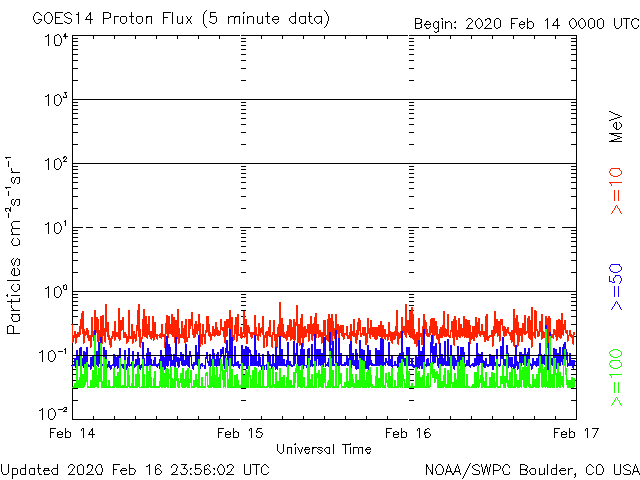 GOES14 Proton Flux (5 minute data)
Begin: 2020 Feb 14 0000 UTC
10⁴
10³
10²
10¹
10⁰
10⁻¹
10⁻²
Particles cm⁻²s⁻¹sr⁻¹
MeV
>=10
>=50
>=100
Feb 14
Feb 15
Feb 16
Feb 17
Universal Time
Updated 2020 Feb 16 23:56:02 UTC
NOAA/SWPC Boulder, CO USA